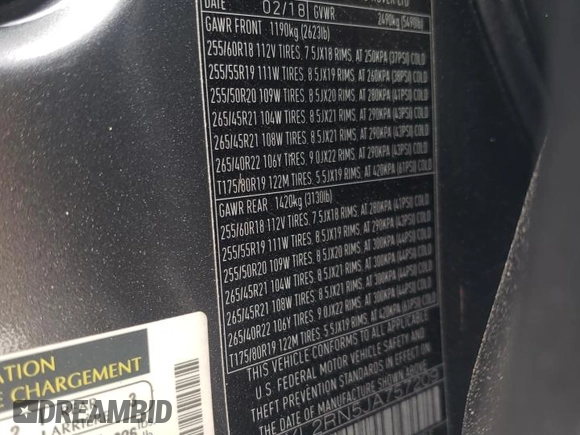 DATE 02/18 GVWR 2490kg (5490lb)
GAWR FRONT 1190kg (2623lb)
255/60R18 112V TIRES, 7.5JX18 RIMS, AT 250KPA (37PSI) COLD
255/55R19 111W TIRES, 8.5JX19 RIMS, AT 260KPA (38PSI) COLD
255/50R20 109W TIRES, 8.5JX20 RIMS, AT 280KPA (41PSI) COLD
265/45R21 104W TIRES, 8.5JX21 RIMS, AT 290KPA (43PSI) COLD
265/45R21 108W TIRES, 8.5JX21 RIMS, AT 290KPA (43PSI) COLD
265/40R22 106Y TIRES, 9.0JX22 RIMS, AT 290KPA (43PSI) COLD
T175/80R19 122M TIRES, 5.5JX19 RIMS, AT 420KPA (61PSI) COLD
GAWR REAR 1420kg (3130lb)
255/60R18 112V TIRES, 7.5JX18 RIMS, AT 280KPA (41PSI) COLD
255/55R19 111W TIRES, 8.5JX19 RIMS, AT 290KPA (43PSI) COLD
255/50R20 109W TIRES, 8.5JX20 RIMS, AT 300KPA (44PSI) COLD
265/45R21 104W TIRES, 8.5JX21 RIMS, AT 300KPA (44PSI) COLD
265/45R21 108W TIRES, 8.5JX21 RIMS, AT 300KPA (44PSI) COLD
265/40R22 106Y TIRES, 9.0JX22 RIMS, AT 300KPA (44PSI) COLD
T175/80R19 122M TIRES, 5.5JX19 RIMS, AT 420KPA (61PSI) COLD
THIS VEHICLE CONFORMS TO ALL APPLICABLE
U.S. FEDERAL MOTOR VEHICLE SAFETY AND
THEFT PREVENTION STANDARDS IN EFFECT ON
THE DATE OF MANUFACTURE SHOWN
2RN5JA757208
CHARGEMENT
DREAMBID
Dreambid.com